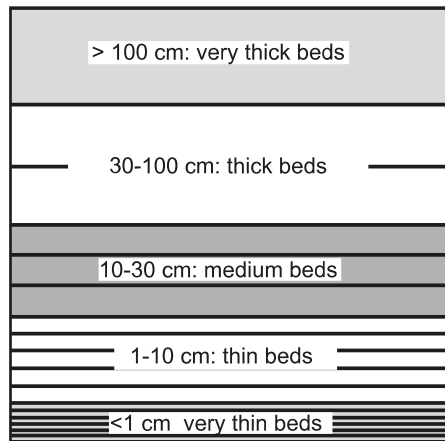 > 100 cm: very thick beds
30-100 cm: thick beds
10-30 cm: medium beds
1-10 cm: thin beds
<1 cm very thin beds